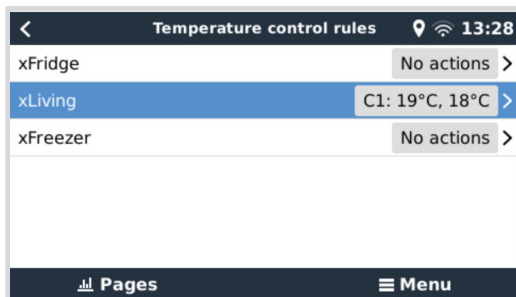 Temperature control rules 13:28
xFridge No actions
xLiving C1: 19°C, 18°C
xFreezer No actions
Pages Menu